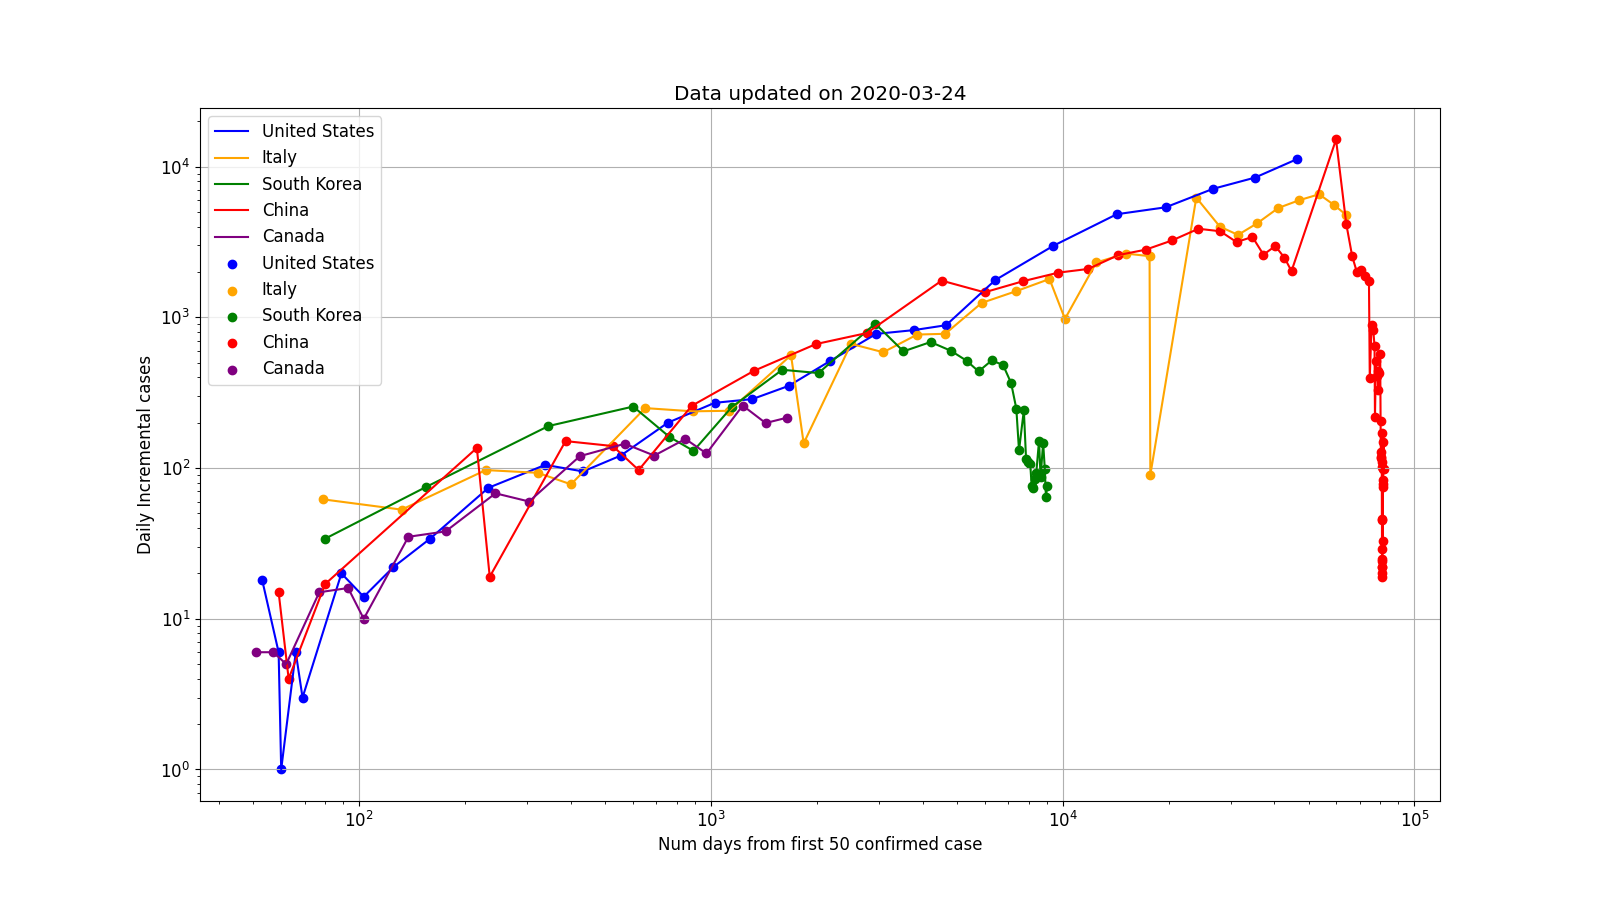 Data updated on 2020-03-24
United States
Italy
South Korea
China
Canada
United States
Italy
South Korea
China
Canada
Daily Incremental cases
10⁴
10³
10²
10¹
10⁰
10² 10³ 10⁴ 10⁵
Num days from first 50 confirmed case